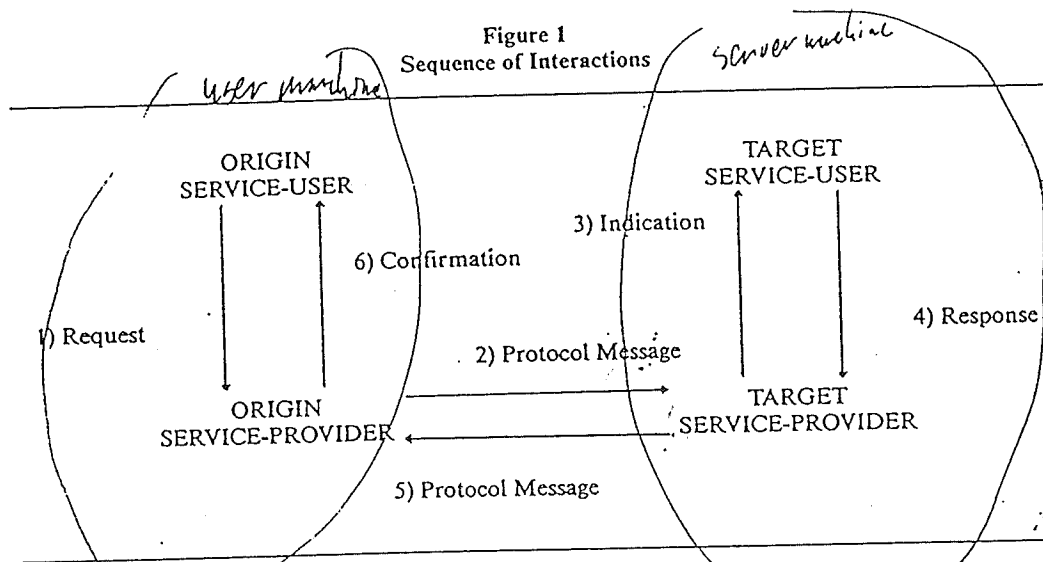 Figure 1
Sequence of Interactions
user machine
server machine
ORIGIN
SERVICE-USER
TARGET
SERVICE-USER
3) Indication
6) Confirmation
1) Request
4) Response
2) Protocol Message
ORIGIN
SERVICE-PROVIDER
TARGET
SERVICE-PROVIDER
5) Protocol Message